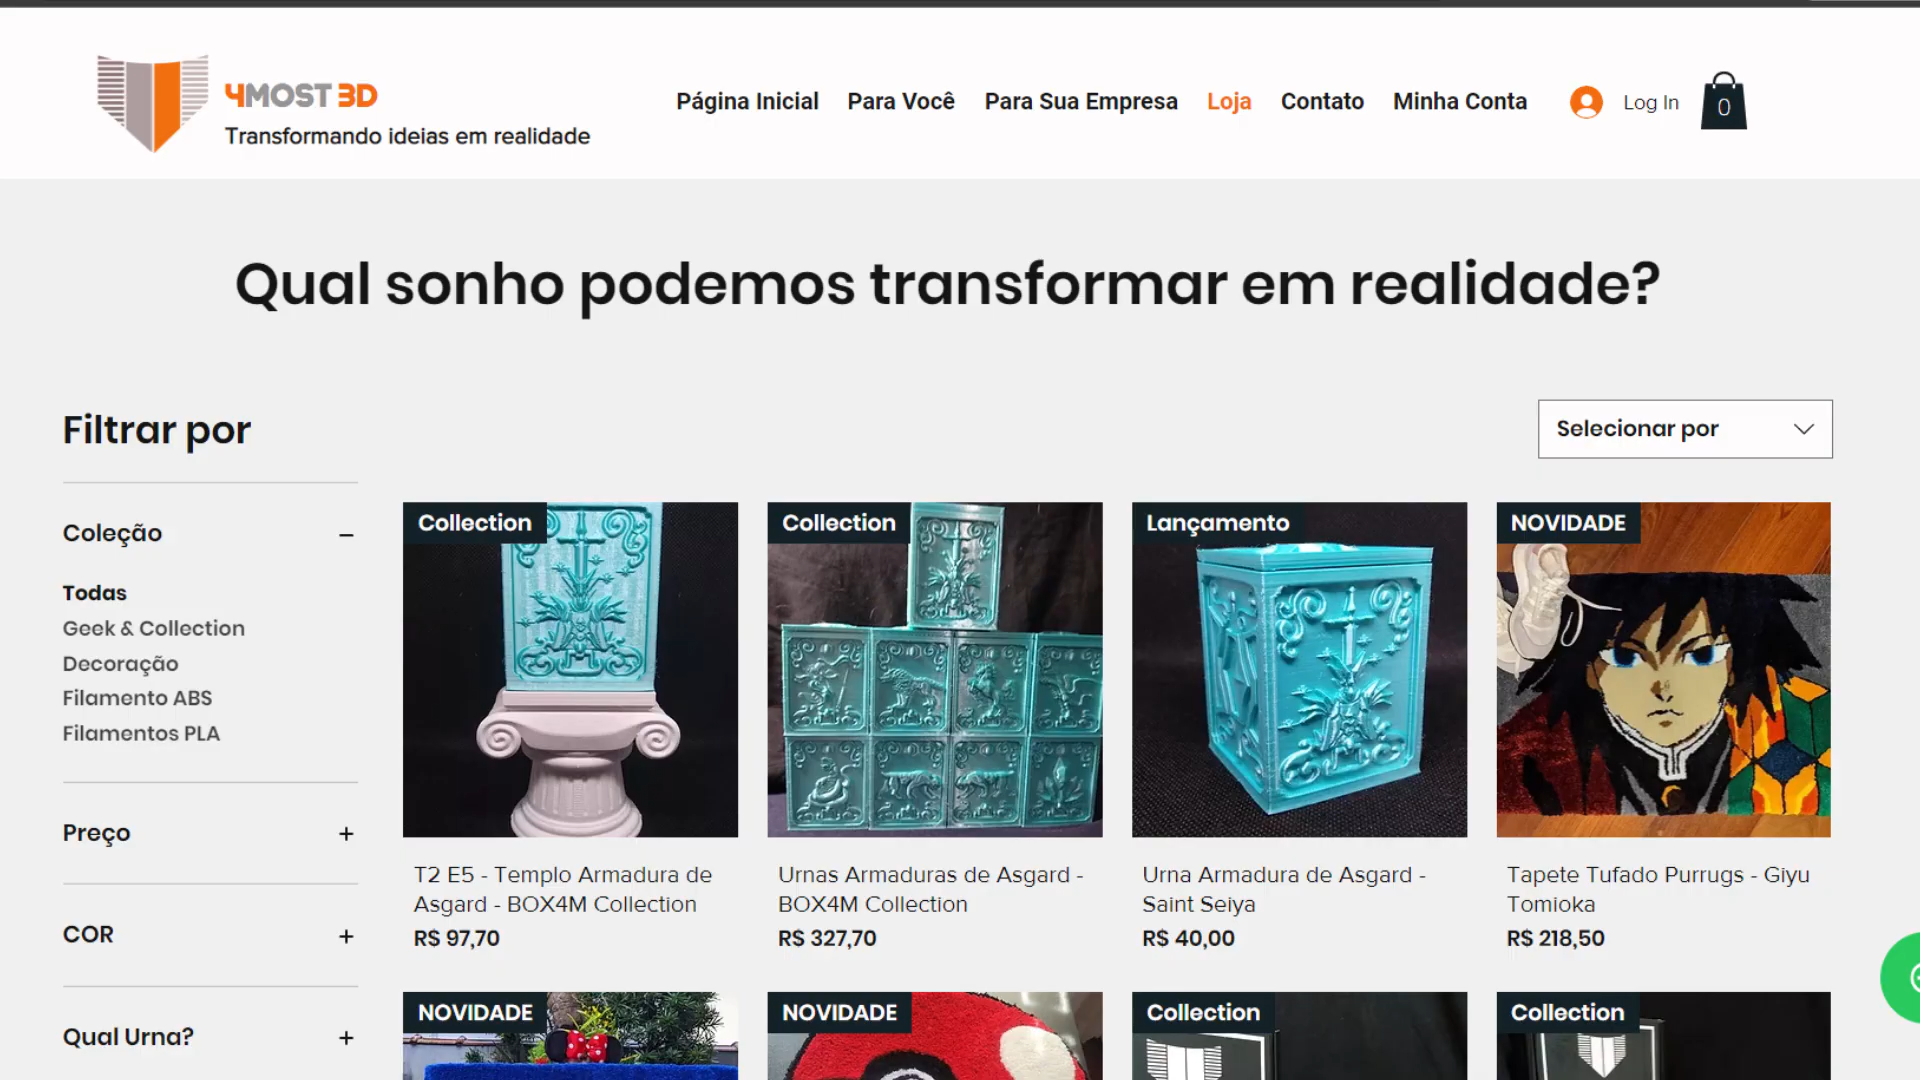 4MOST 3D
Transformando ideias em realidade
Página Inicial
Para Você
Para Sua Empresa
Loja
Contato
Minha Conta
Log In
0
Qual sonho podemos transformar em realidade?
Filtrar por
Selecionar por
Coleção
Todas
Geek & Collection
Decoração
Filamento ABS
Filamentos PLA
Preço
COR
Qual Urna?
Collection
T2 E5 - Templo Armadura de
Asgard - BOX4M Collection
R$ 97,70
Collection
Urnas Armaduras de Asgard -
BOX4M Collection
R$ 327,70
Lançamento
Urna Armadura de Asgard -
Saint Seiya
R$ 40,00
NOVIDADE
Tapete Tufado Purrugs - Giyu
Tomioka
R$ 218,50
NOVIDADE
NOVIDADE
Collection
Collection